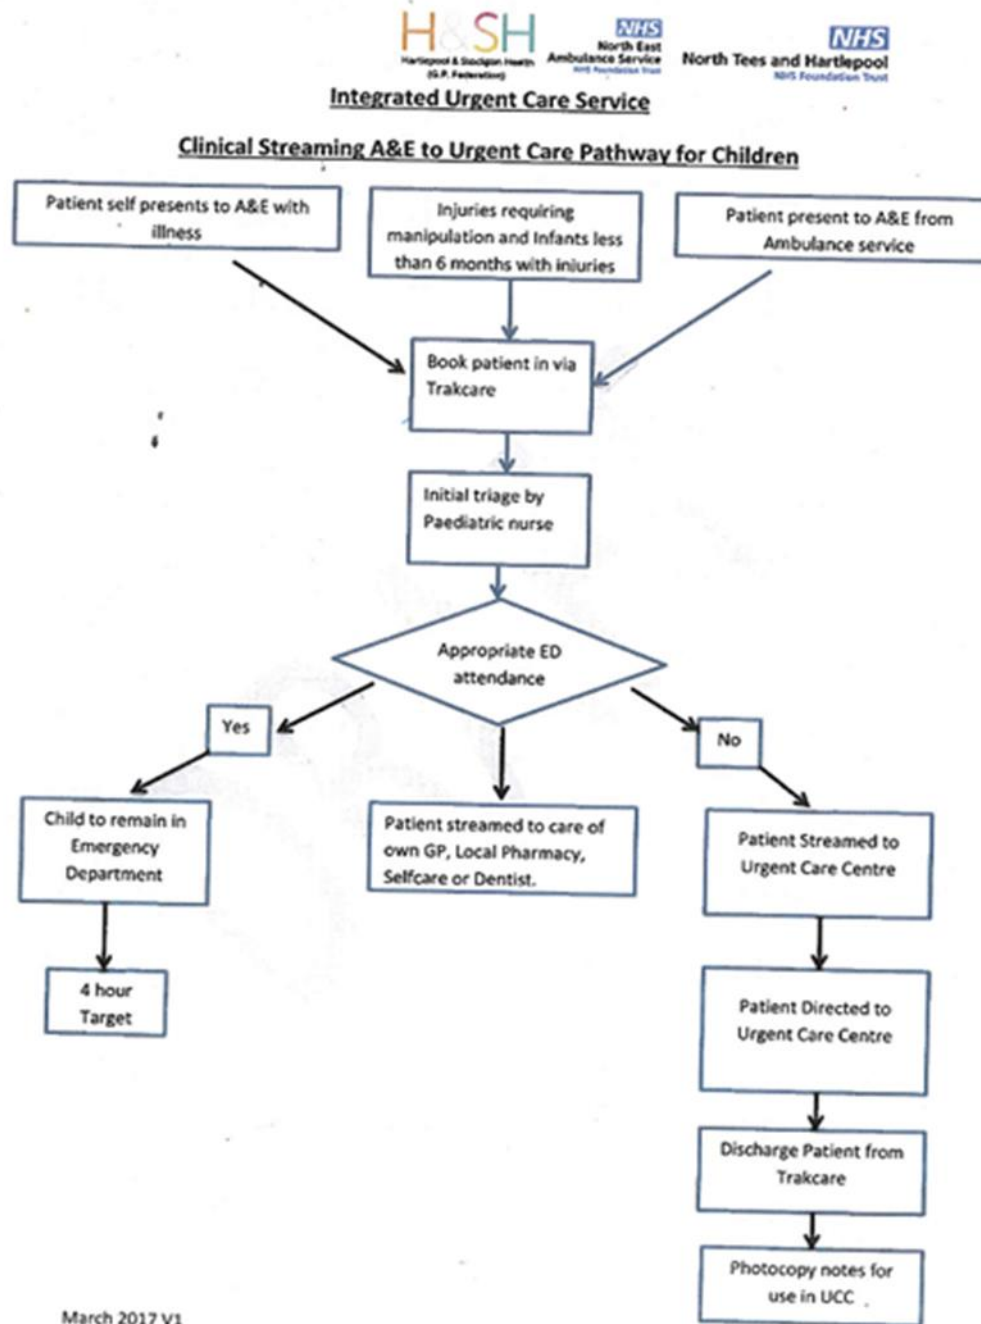 H&SH
Hartlepool & Stockton Health
(G.P. Federation)
NHS
North East
Ambulance Service
NHS Foundation Trust
NHS
North Tees and Hartlepool
NHS Foundation Trust
Integrated Urgent Care Service
Clinical Streaming A&E to Urgent Care Pathway for Children
Patient self presents to A&E with
illness
Injuries requiring
manipulation and Infants less
than 6 months with injuries
Patient present to A&E from
Ambulance service
Book patient in via
Trakcare
Initial triage by
Paediatric nurse
Appropriate ED
attendance
Yes
No
Child to remain in
Emergency
Department
Patient streamed to care of
own GP, Local Pharmacy,
Selfcare or Dentist.
Patient Streamed to
Urgent Care Centre
4 hour
Target
Patient Directed to
Urgent Care Centre
Discharge Patient from
Trakcare
Photocopy notes for
use in UCC
March 2017 V1